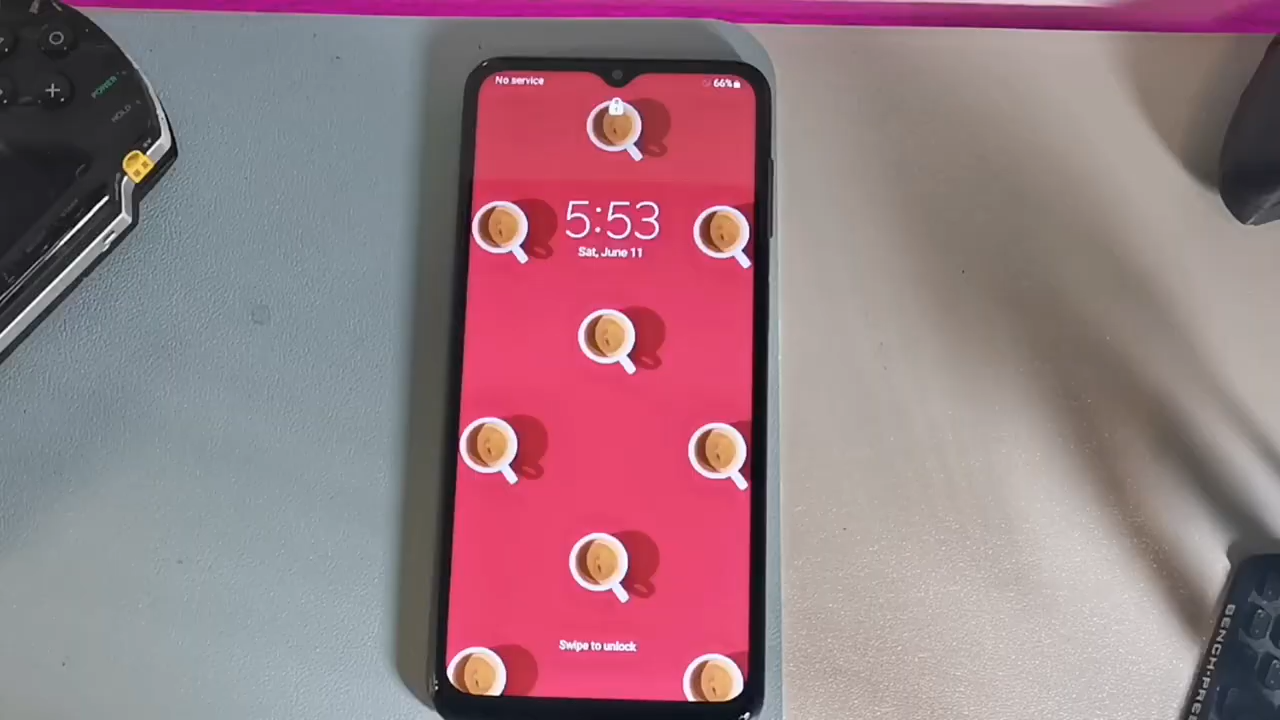 POWER
HOLD
No service
66%
5:53
Sat, June 11
Swipe to unlock
BENCH-PRE